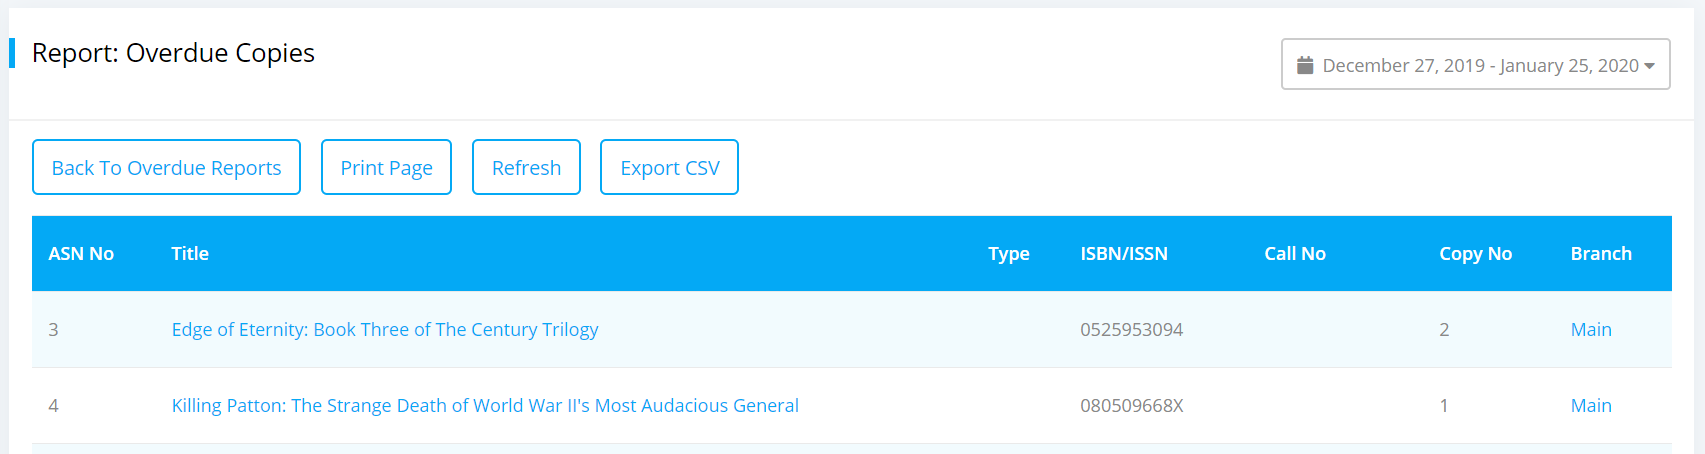 Report: Overdue Copies
December 27, 2019 - January 25, 2020
Back To Overdue Reports Print Page Refresh Export CSV
ASN No Title Type ISBN/ISSN Call No Copy No Branch
3 Edge of Eternity: Book Three of The Century Trilogy 0525953094 2 Main
4 Killing Patton: The Strange Death of World War II's Most Audacious General 080509668X 1 Main